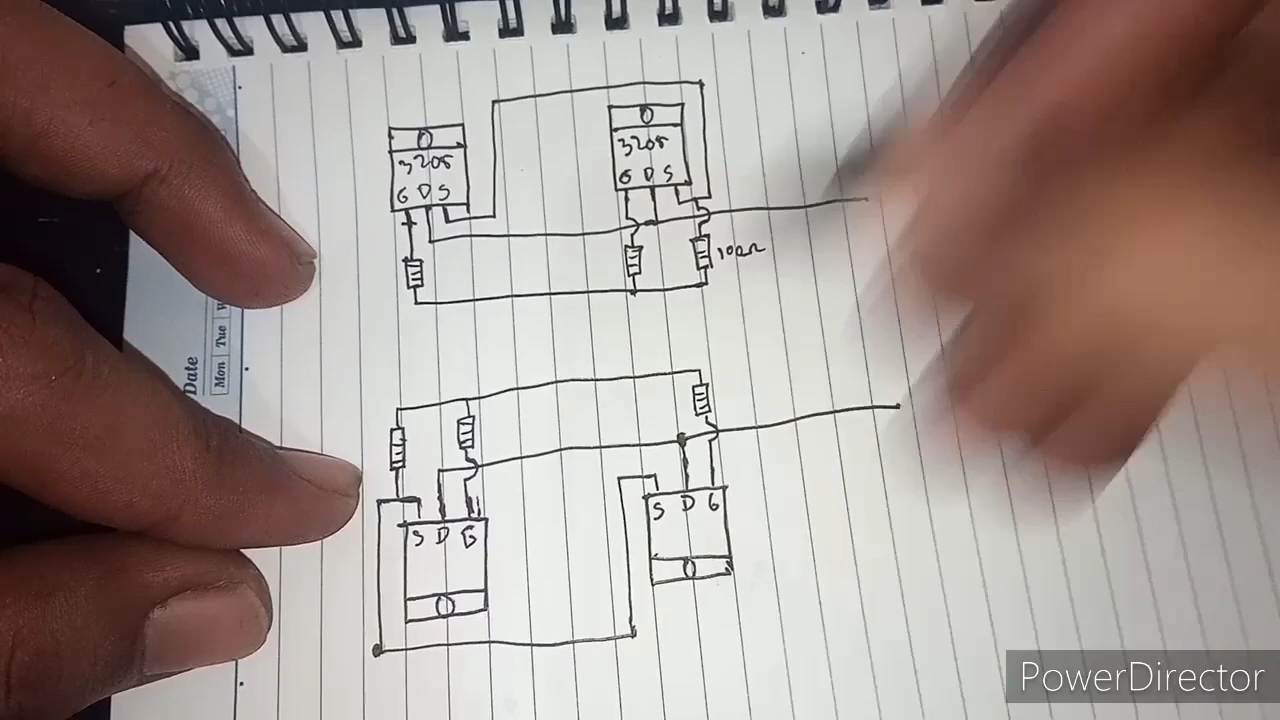 3205
G D S
3205
G D S
100Ω
Date
Mon Tue
S D G
S D G
PowerDirector